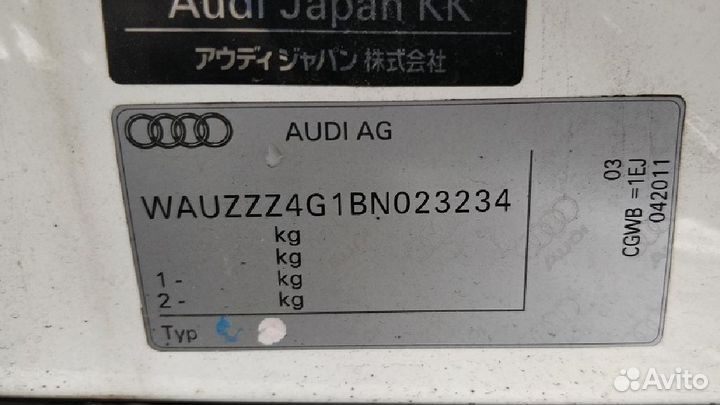 Audi Japan KK
アウディ ジャパン 株式会社
AUDI AG
WAUZZZ4G1BN023234
kg
kg
1 - kg
2 - kg
Typ
03
CGWB =1EJ
042011
AUDI
Avito